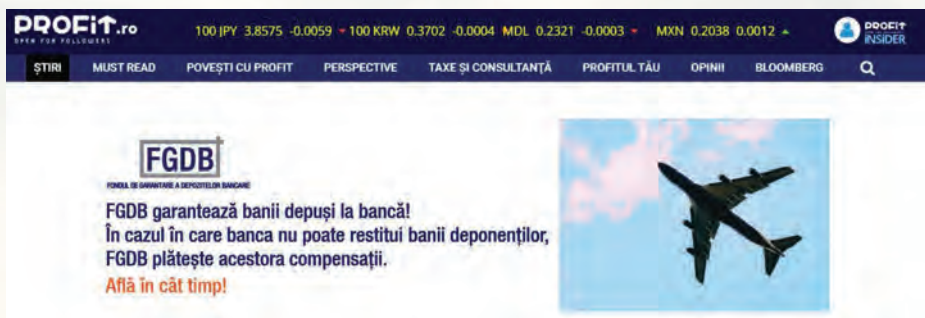 PROFIT.ro
OPEN FOR FOLLOWERS
100 JPY 3.8575 -0.0059 100 KRW 0.3702 -0.0004 MDL 0.2321 -0.0003 MXN 0.2038 0.0012
PROFIT INSIDER
ȘTIRI MUST READ POVEȘTI CU PROFIT PERSPECTIVE TAXE ȘI CONSULTANȚĂ PROFITUL TĂU OPINII BLOOMBERG
FGDB
FONDUL DE GARANTARE A DEPOZITELOR BANCARE
FGDB garantează banii depuși la bancă!
În cazul în care banca nu poate restitui banii deponenților,
FGDB plătește acestora compensații.
Află în cât timp!